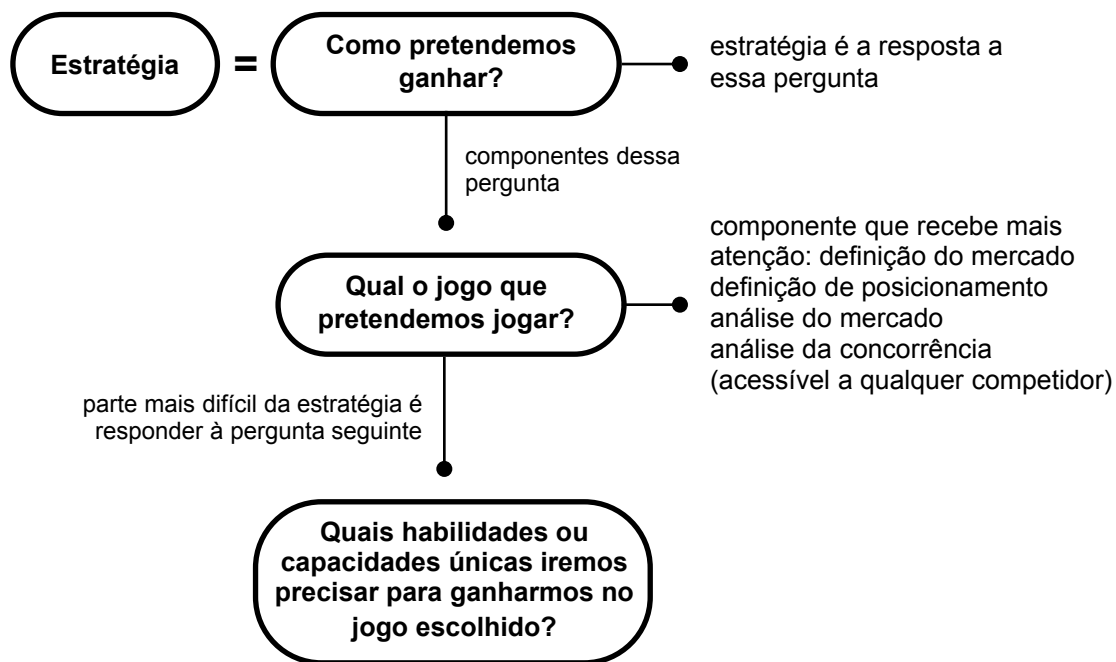 Estratégia
=
Como pretendemos
ganhar?
estratégia é a resposta a
essa pergunta
componentes dessa
pergunta
Qual o jogo que
pretendemos jogar?
componente que recebe mais
atenção: definição do mercado
definição de posicionamento
análise do mercado
análise da concorrência
(acessível a qualquer competidor)
parte mais difícil da estratégia é
responder à pergunta seguinte
Quais habilidades ou
capacidades únicas iremos
precisar para ganharmos no
jogo escolhido?